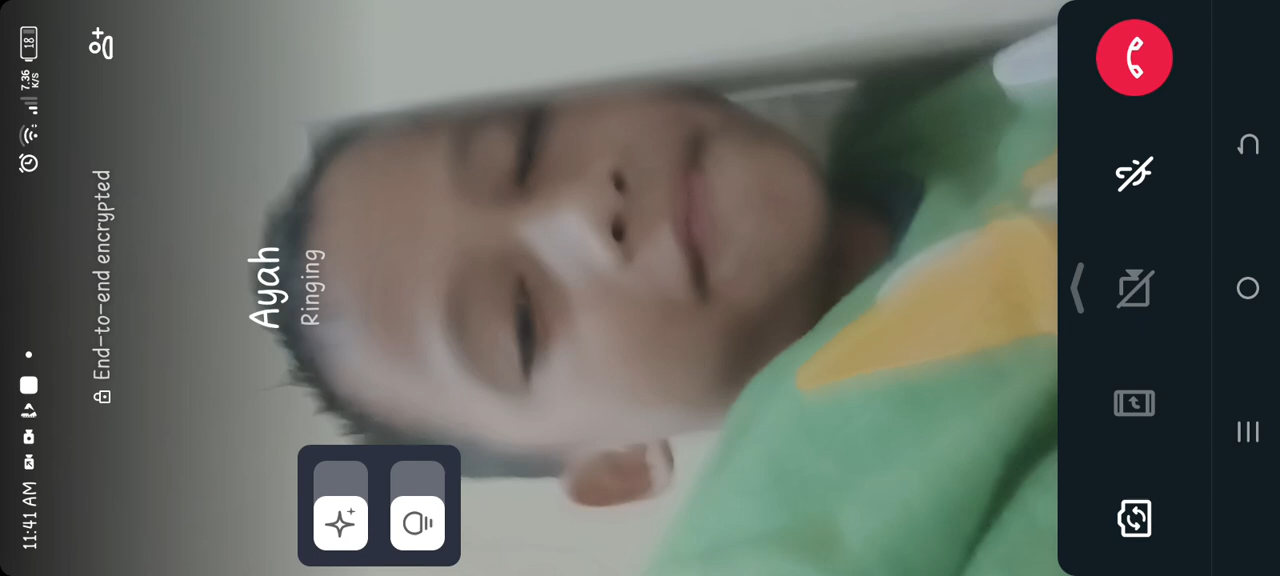 11:41 AM
7.36 K/S
18
End-to-end encrypted
Ayah
Ringing